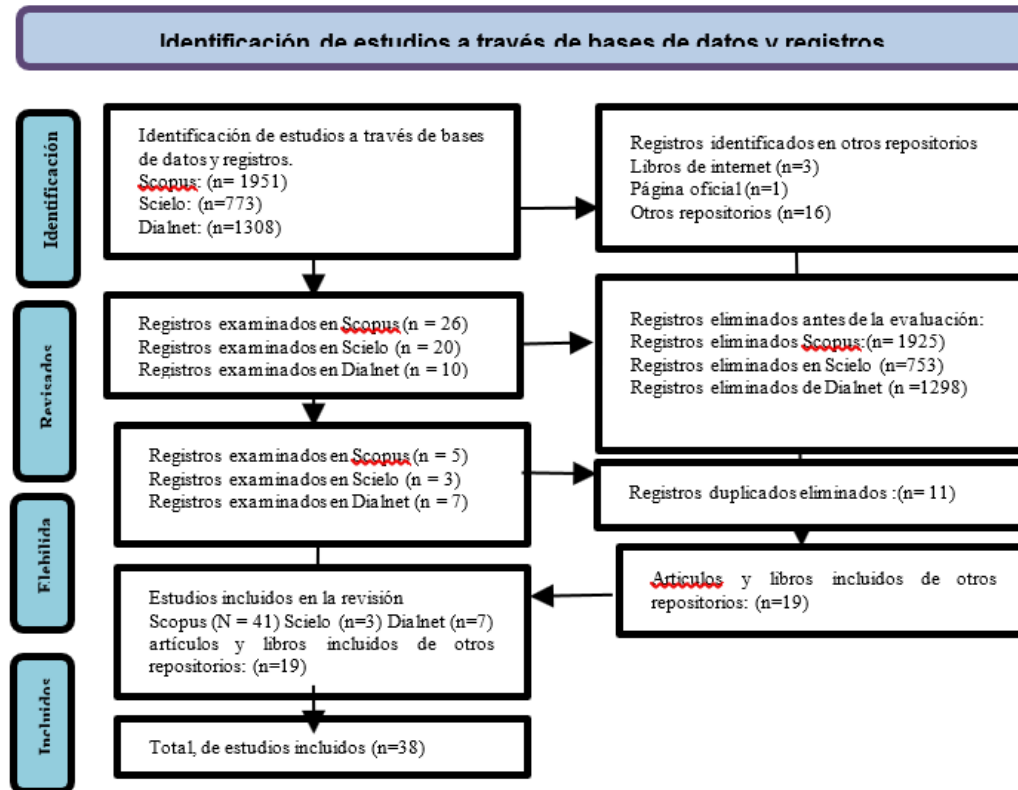 Identificación de estudios a través de bases de datos y registros
Identificación
Identificación de estudios a través de bases
de datos y registros.
Scopus: (n= 1951)
Scielo: (n=773)
Dialnet: (n=1308)
Registros identificados en otros repositorios
Libros de internet (n=3)
Página oficial (n=1)
Otros repositorios (n=16)
Revisados
Registros examinados en Scopus (n = 26)
Registros examinados en Scielo (n = 20)
Registros examinados en Dialnet (n = 10)
Registros eliminados antes de la evaluación:
Registros eliminados Scopus:(n= 1925)
Registros eliminados en Scielo (n=753)
Registros eliminados de Dialnet (n =1298)
Registros examinados en Scopus (n = 5)
Registros examinados en Scielo (n = 3)
Registros examinados en Dialnet (n = 7)
Registros duplicados eliminados :(n= 11)
Estudios incluidos en la revisión
Scopus (N = 41) Scielo (n=3) Dialnet (n=7)
artículos y libros incluidos de otros
repositorios: (n=19)
Articulos y libros incluidos de otros
repositorios: (n=19)
Incluidos
Total, de estudios incluidos (n=38)